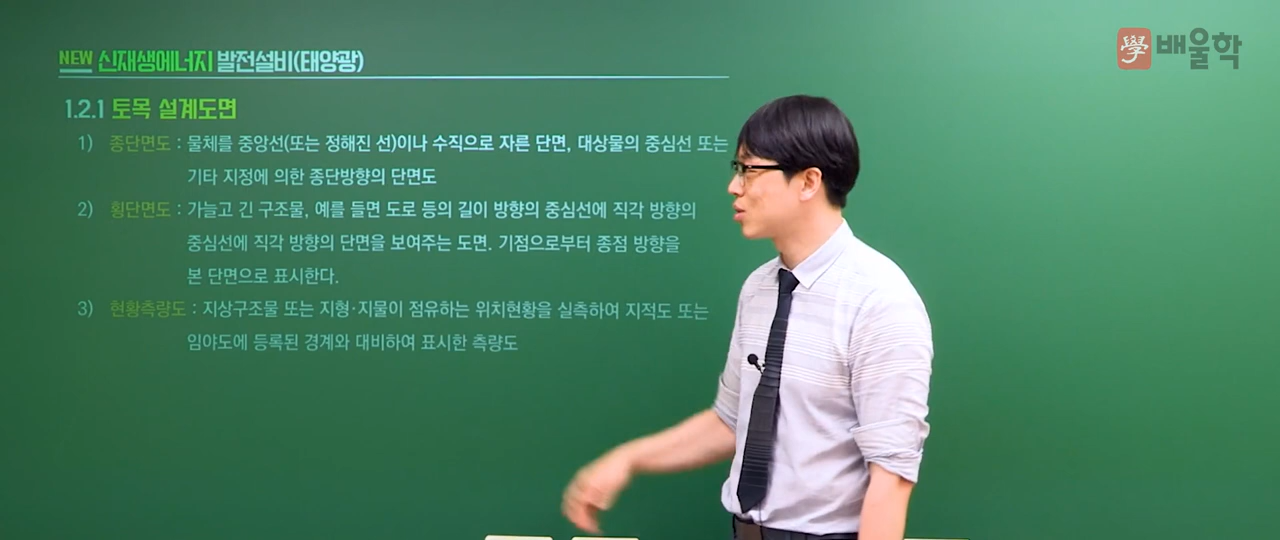 NEW 신재생에너지 발전설비(태양광)
學 배울학
1.2.1 토목 설계도면
1) 종단면도 : 물체를 중앙선(또는 정해진 선)이나 수직으로 자른 단면, 대상물의 중심선 또는
기타 지정에 의한 종단방향의 단면도
2) 횡단면도 : 가늘고 긴 구조물, 예를 들면 도로 등의 길이 방향의 중심선에 직각 방향의
중심선에 직각 방향의 단면을 보여주는 도면. 기점으로부터 종점 방향을
본 단면으로 표시한다.
3) 현황측량도 : 지상구조물 또는 지형·지물이 점유하는 위치현황을 실측하여 지적도 또는
임야도에 등록된 경계와 대비하여 표시한 측량도